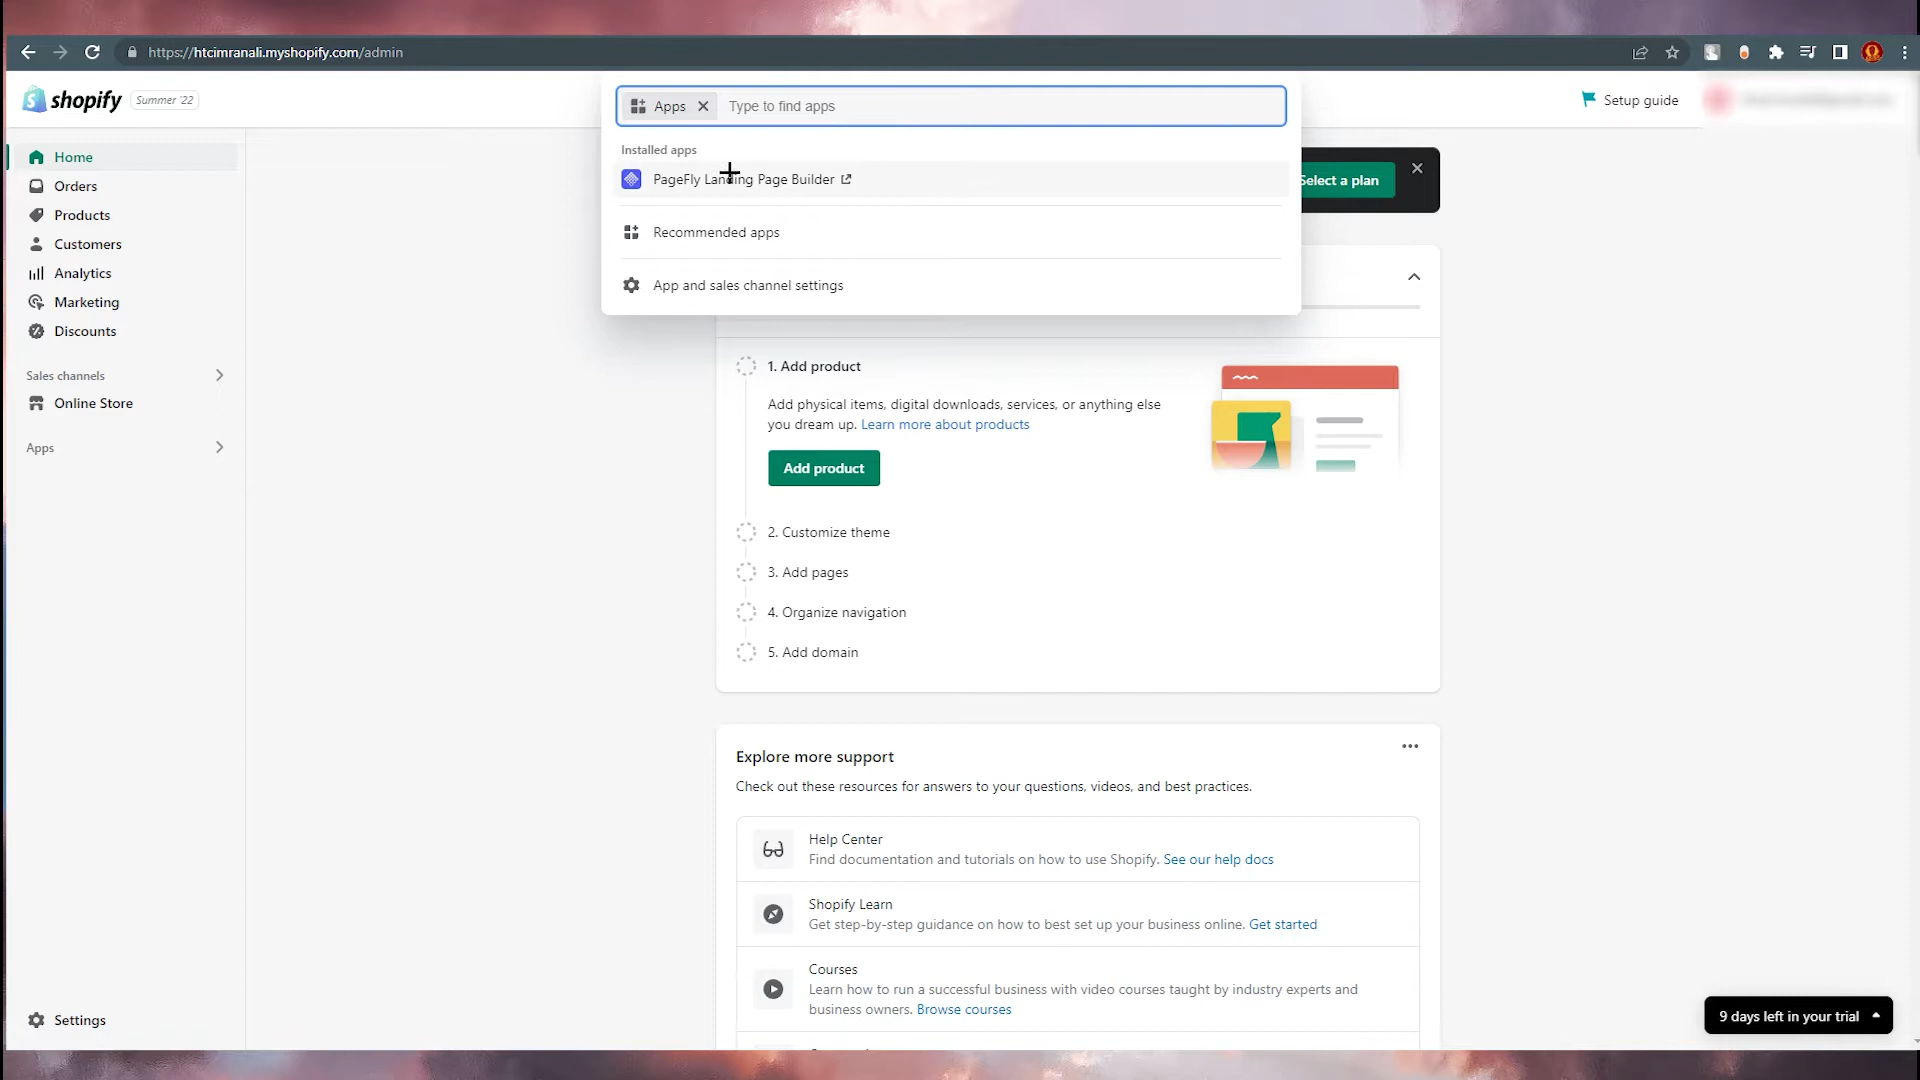 https://htcimranali.myshopify.com/admin
shopify Summer '22
Apps Type to find apps
Setup guide
Installed apps
PageFly Landing Page Builder
Recommended apps
App and sales channel settings
Select a plan
Home
Orders
Products
Customers
Analytics
Marketing
Discounts
Sales channels
Online Store
Apps
Settings
1. Add product
Add physical items, digital downloads, services, or anything else
you dream up. Learn more about products
Add product
2. Customize theme
3. Add pages
4. Organize navigation
5. Add domain
Explore more support
Check out these resources for answers to your questions, videos, and best practices.
Help Center
Find documentation and tutorials on how to use Shopify. See our help docs
Shopify Learn
Get step-by-step guidance on how to best set up your business online. Get started
Courses
Learn how to run a successful business with video courses taught by industry experts and
business owners. Browse courses
9 days left in your trial